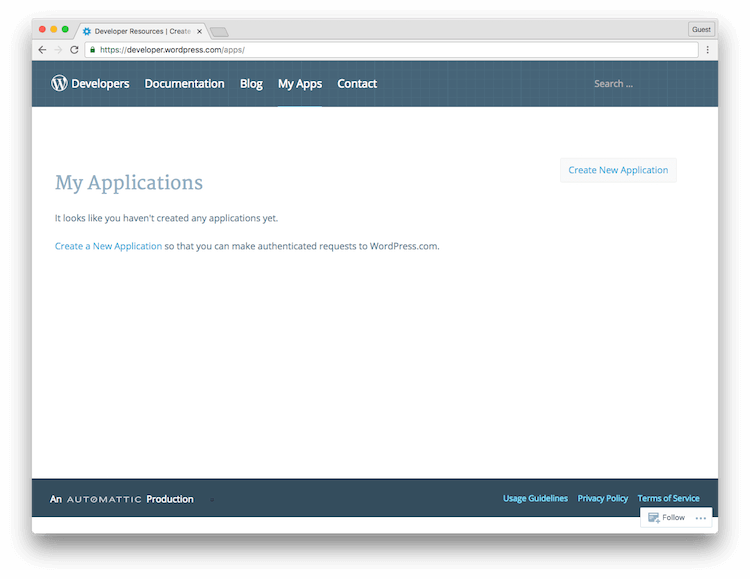 Developer Resources | Create
Guest
https://developer.wordpress.com/apps/
Developers Documentation Blog My Apps Contact Search ...
Create New Application
My Applications
It looks like you haven't created any applications yet.
Create a New Application so that you can make authenticated requests to WordPress.com.
An AUTOMATTIC Production Usage Guidelines Privacy Policy Terms of Service
Follow